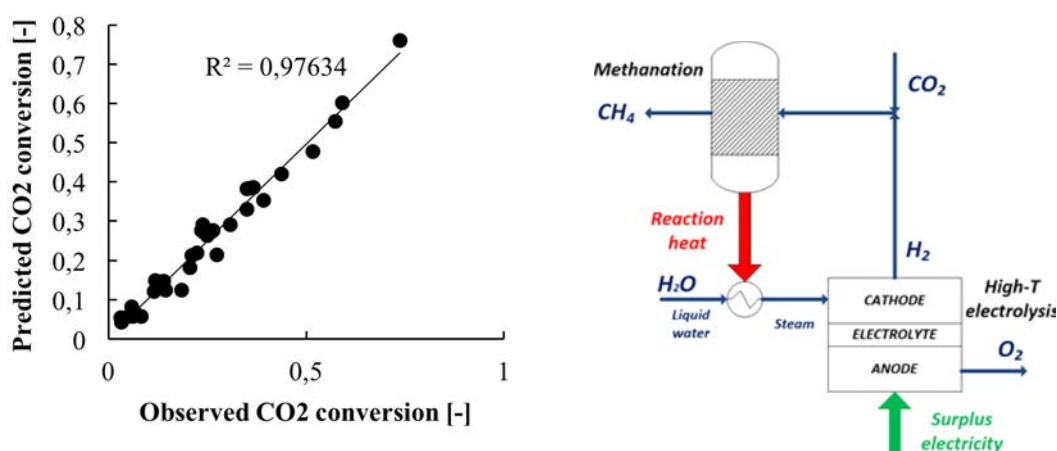 Predicted CO2 conversion [-]
0,8
0,7
0,6
0,5
0,4
0,3
0,2
0,1
0
R² = 0,97634
0
0,5
1
Observed CO2 conversion [-]
Methanation
CO₂
CH₄
Reaction
heat
H₂
H₂O
Liquid
water
Steam
CATHODE
High-T
electrolysis
ELECTROLYTE
ANODE
O₂
Surplus
electricity